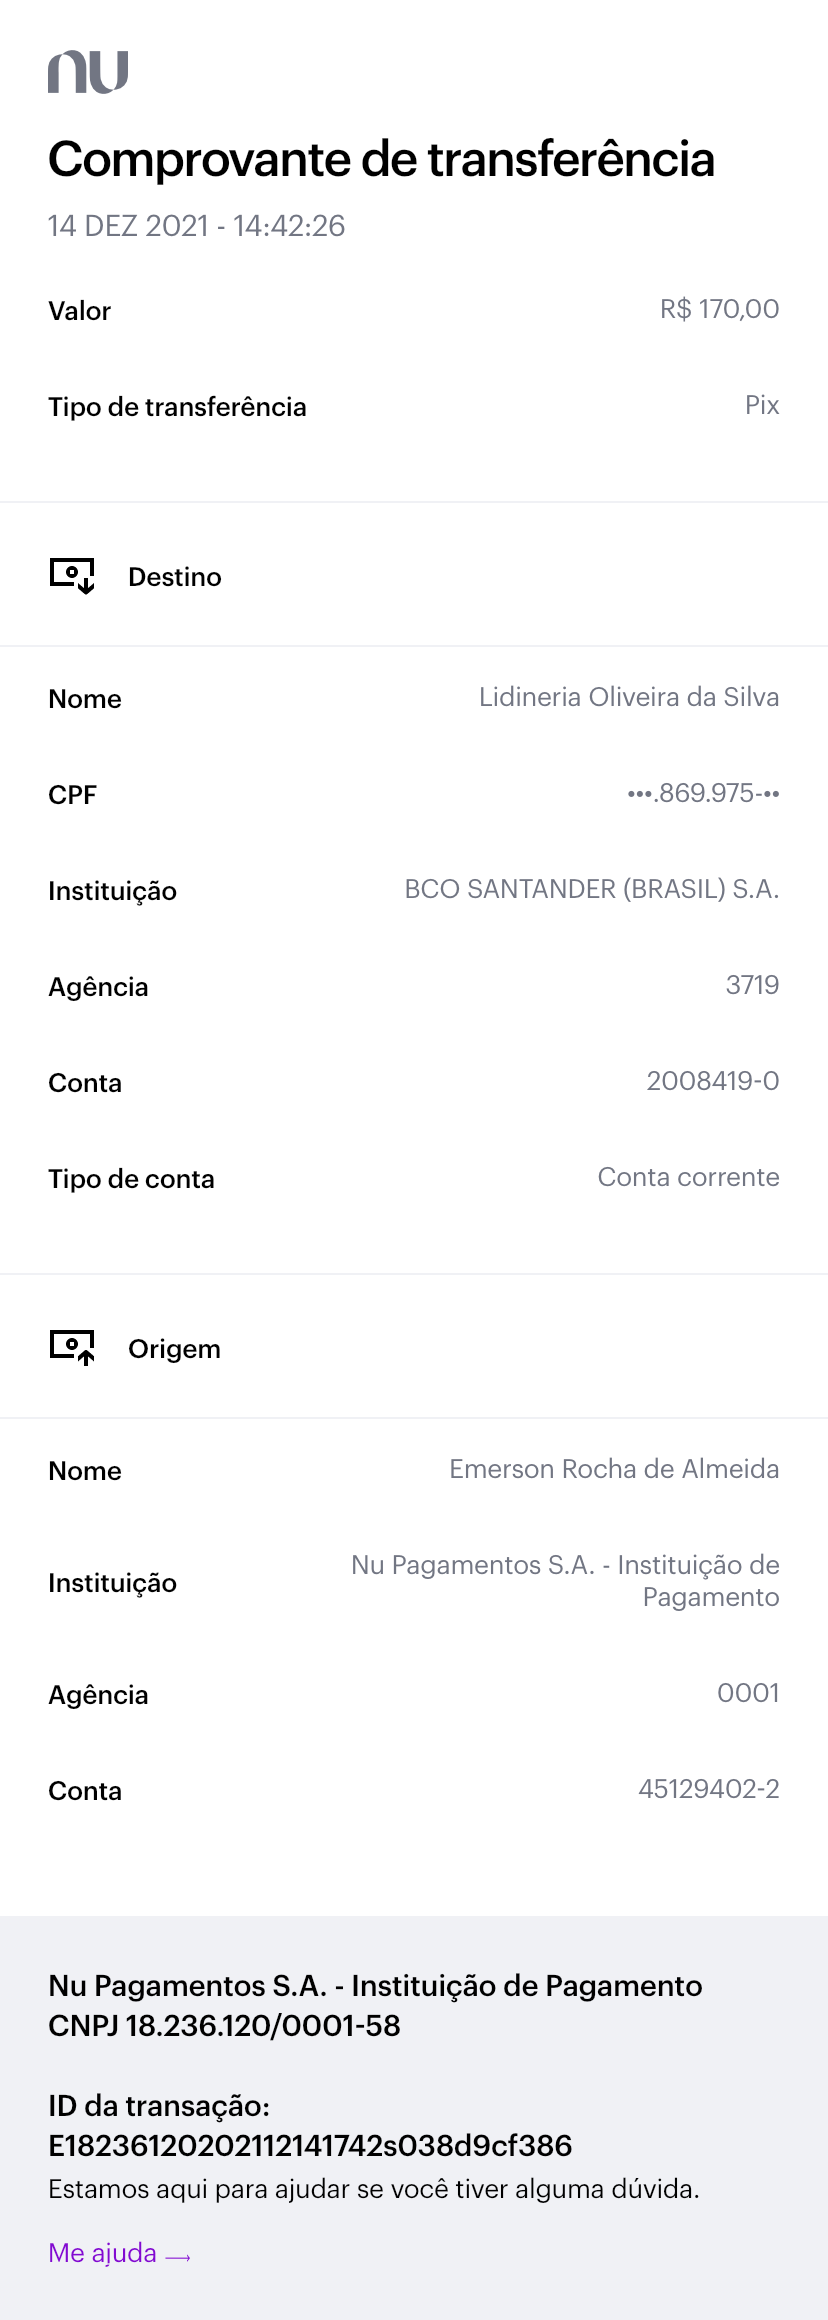 nu
Comprovante de transferência
14 DEZ 2021 - 14:42:26
Valor R$ 170,00
Tipo de transferência Pix
Destino
Nome Lidineria Oliveira da Silva
CPF •••.869.975-••
Instituição BCO SANTANDER (BRASIL) S.A.
Agência 3719
Conta 2008419-0
Tipo de conta Conta corrente
Origem
Nome Emerson Rocha de Almeida
Instituição Nu Pagamentos S.A. - Instituição de
Pagamento
Agência 0001
Conta 45129402-2
Nu Pagamentos S.A. - Instituição de Pagamento
CNPJ 18.236.120/0001-58
ID da transação:
E18236120202112141742s038d9cf386
Estamos aqui para ajudar se você tiver alguma dúvida.
Me ajuda →